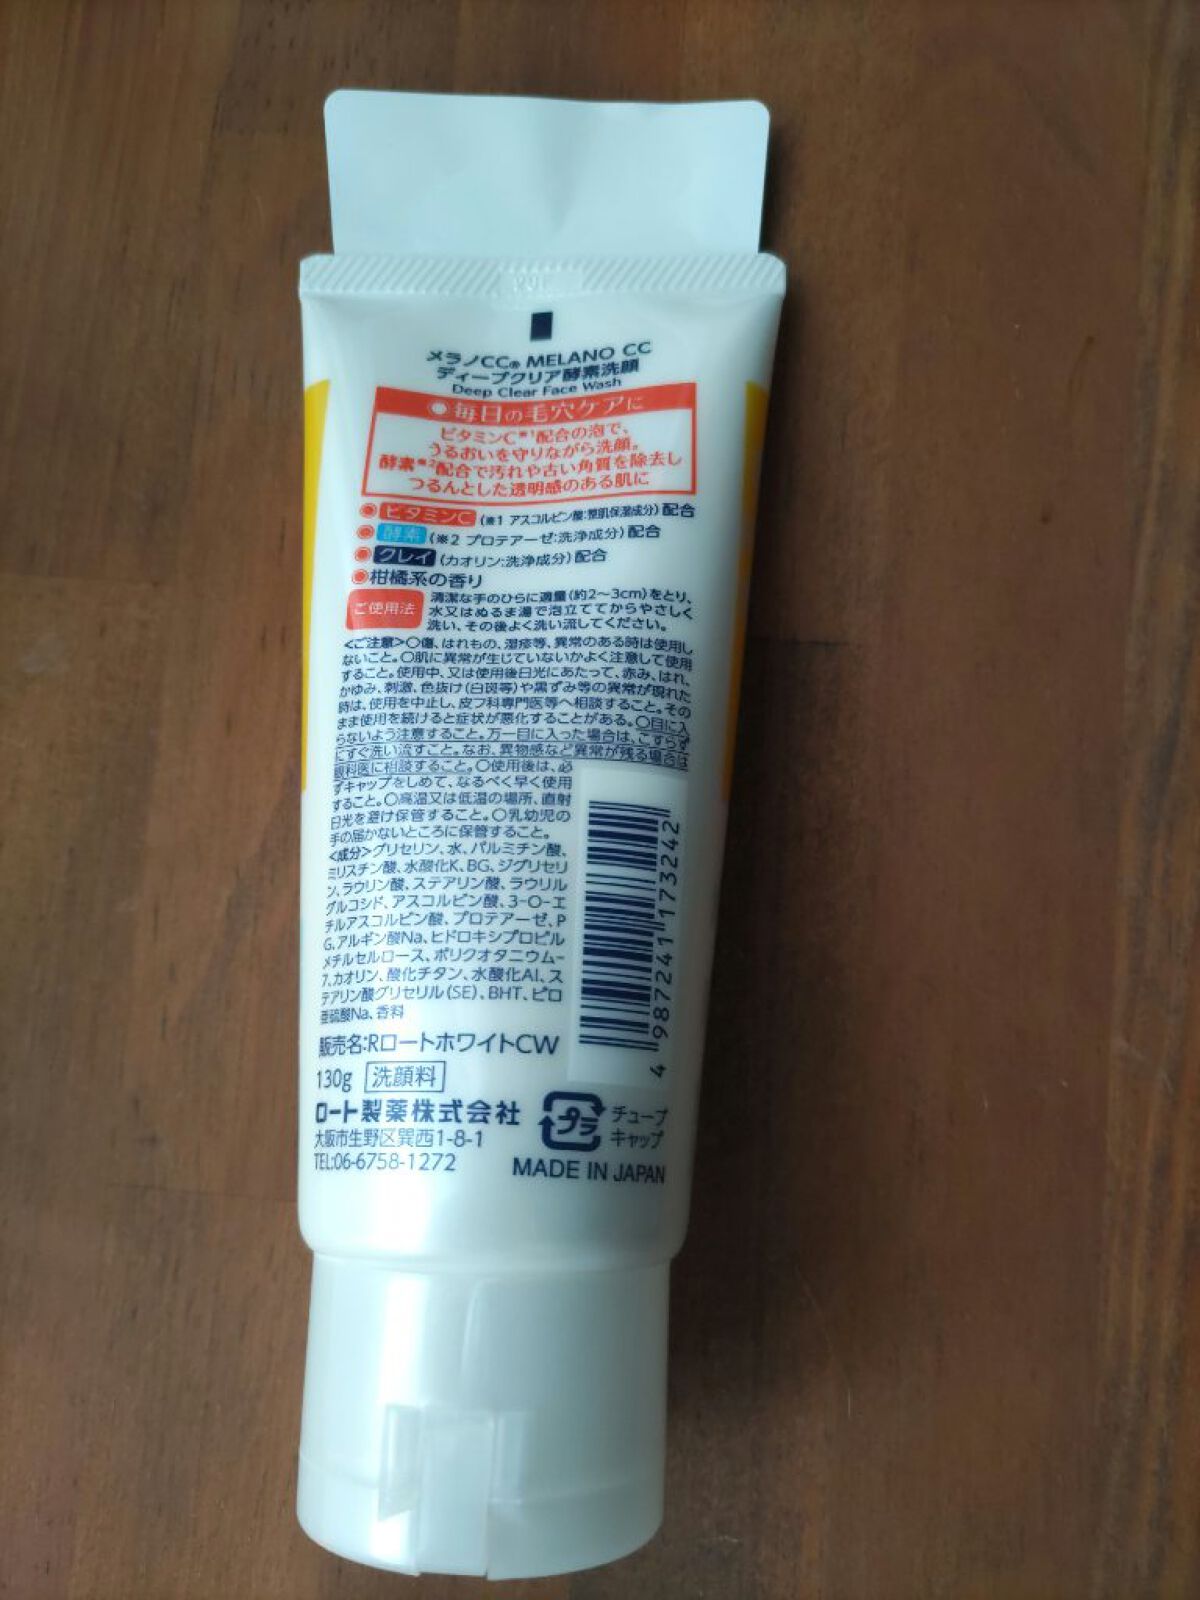 メラノCC® MELANO CC
ディープクリア酵素洗顔
Deep Clear Face Wash
毎日の毛穴ケアに
ビタミンC※1配合の泡で、
うるおいを守りながら洗顔。
酵素※2配合で汚れや古い角質を除去し
つるんとした透明感のある肌に
ビタミンC (※1 アスコルビン酸:整肌保湿成分) 配合
酵素 (※2 プロテアーゼ:洗浄成分) 配合
クレイ (カオリン:洗浄成分) 配合
柑橘系の香り
ご使用法
清潔な手のひらに適量(約2〜3cm)をとり、
水又はぬるま湯で泡立ててからやさしく
洗い、その後よく洗い流してください。
<ご注意>○傷、はれもの、湿疹等、異常のある時は使用し
ないこと。○肌に異常が生じていないかよく注意して使用
すること。使用中、又は使用後日光にあたって、赤み、はれ、
かゆみ、刺激、色抜け(白斑等)や黒ずみ等の異常が現れた
時は、使用を中止し、皮フ科専門医等へ相談すること。その
まま使用を続けると症状が悪化することがある。○目に入
らないよう注意すること。万一目に入った場合は、こすらず
にすぐ洗い流すこと。なお、異物感など異常が残る場合は
眼科医に相談すること。○使用後は、必
ずキャップをしめて、なるべく早く使用
すること。○高温又は低温の場所、直射
日光を避け保管すること。○乳幼児の
手の届かないところに保管すること。
<成分>グリセリン、水、パルミチン酸、
ミリスチン酸、水酸化K、BG、ジグリセリ
ン、ラウリン酸、ステアリン酸、ラウリル
グルコシド、アスコルビン酸、3-O-エ
チルアスコルビン酸、プロテアーゼ、P
G、アルギン酸Na、ヒドロキシプロピル
メチルセルロース、ポリクオタニウム-
7、カオリン、酸化チタン、水酸化Al、ス
テアリン酸グリセリル(SE)、BHT、ピロ
亜硫酸Na、香料
4 987241 173242
販売名:RロートホワイトCW
130g 洗顔料
ロート製薬株式会社
大阪市生野区巽西1-8-1
TEL:06-6758-1272
プラ
チューブ
キャップ
MADE IN JAPAN